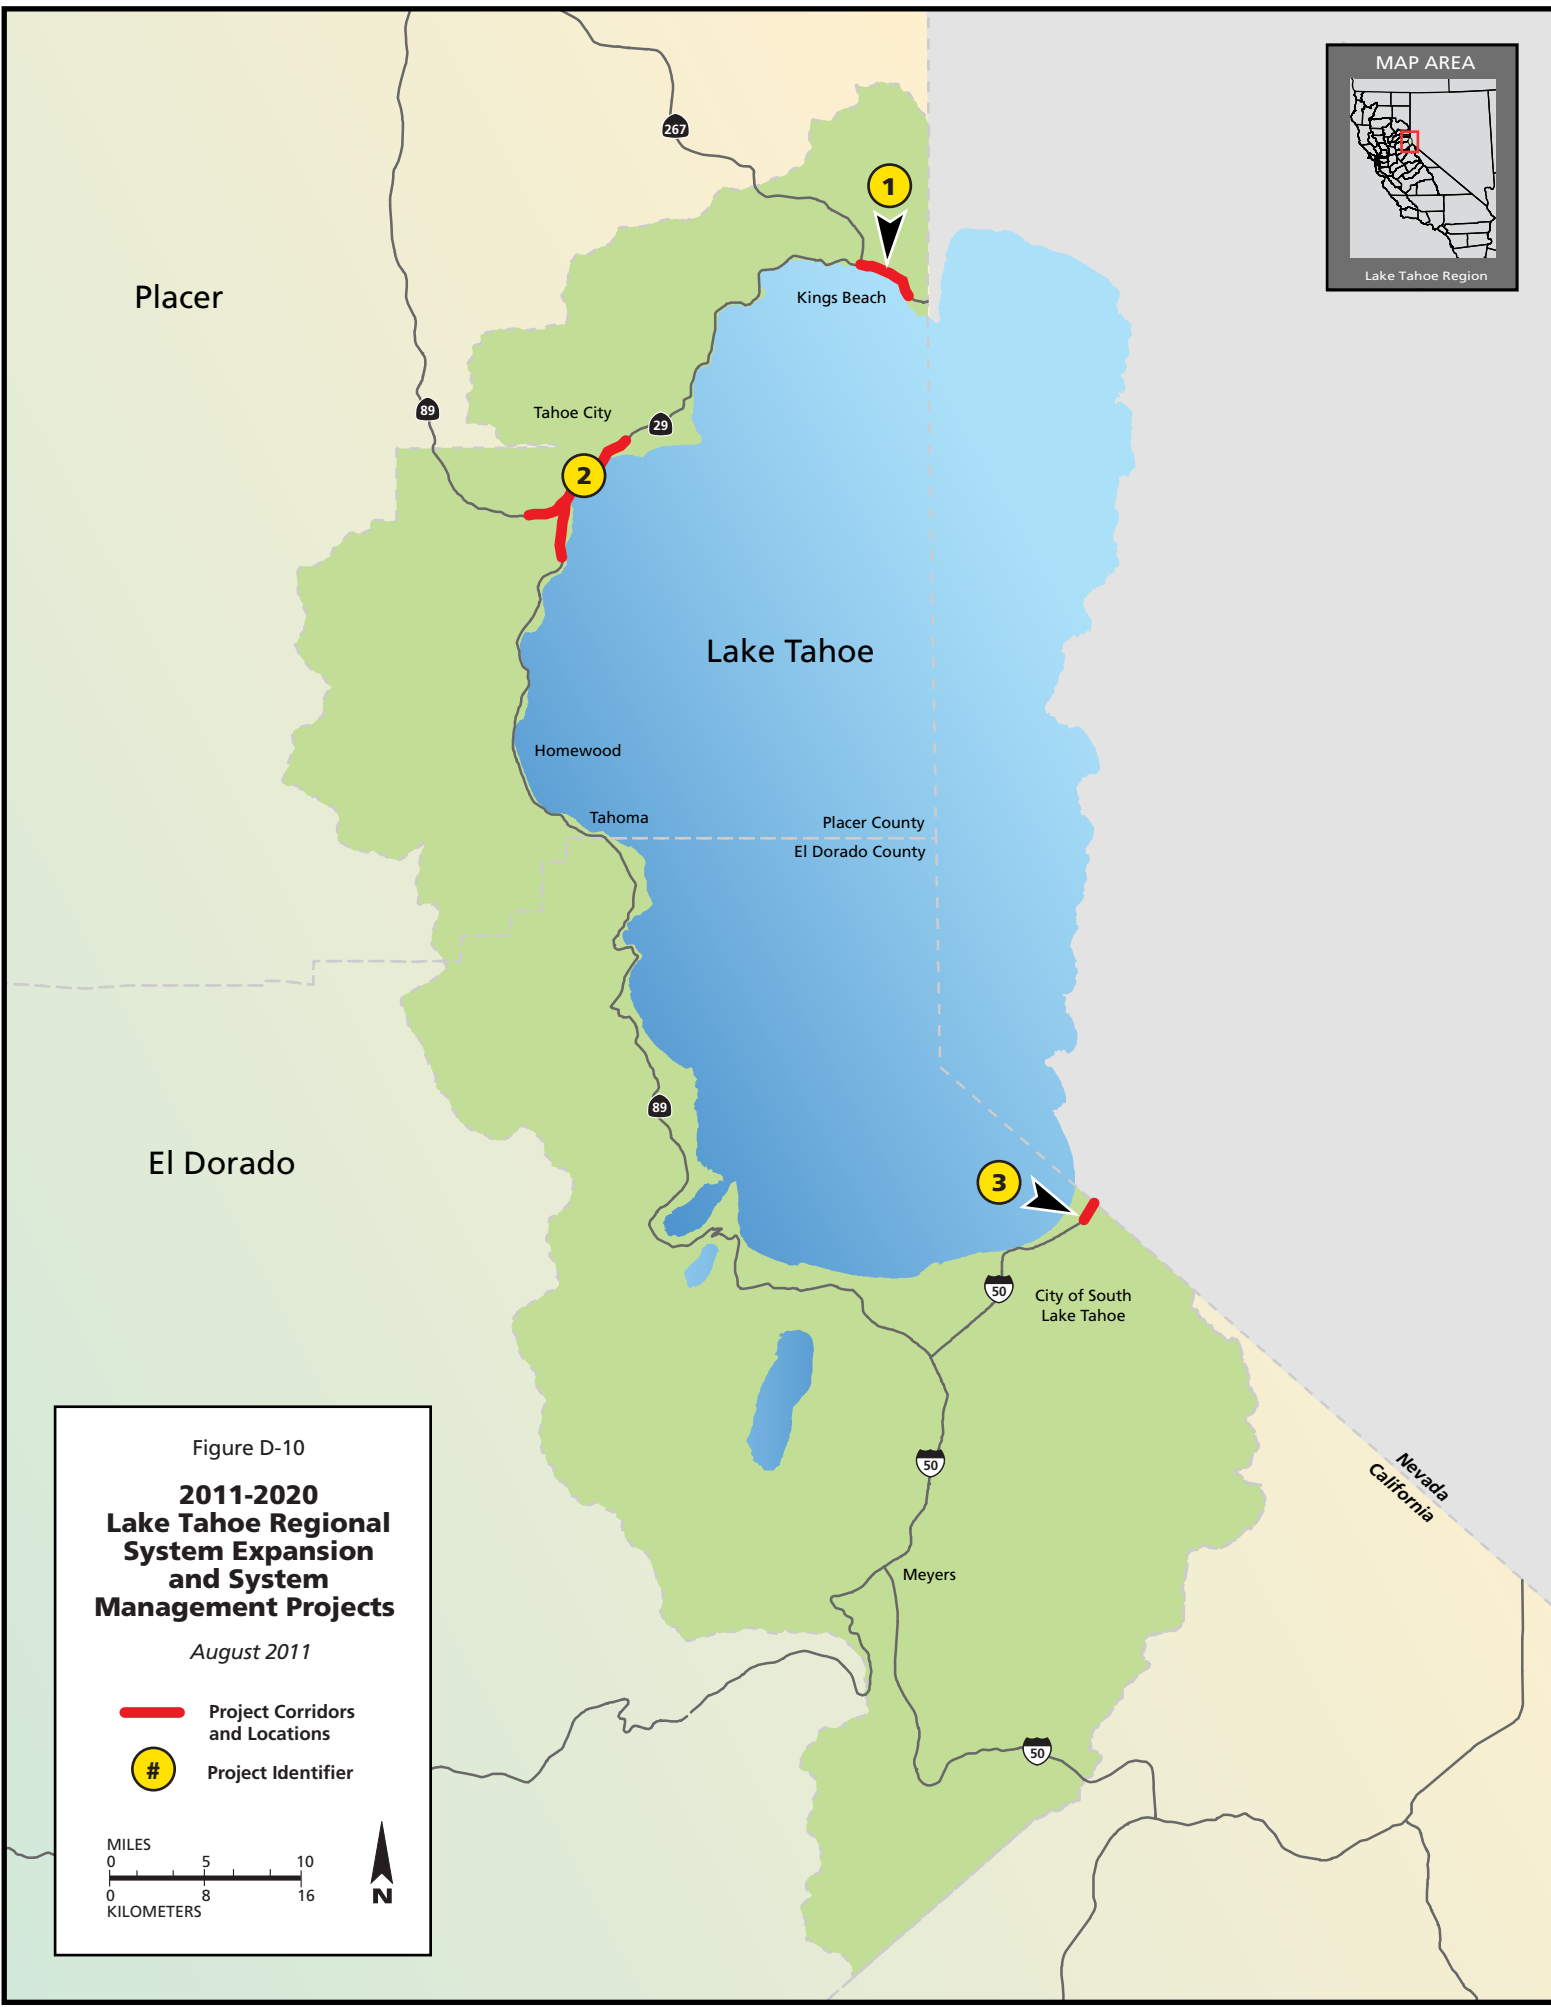 MAP AREA
Lake Tahoe Region
267
1
Placer
Kings Beach
89
Tahoe City
29
2
Lake Tahoe
Homewood
Tahoma
Placer County
El Dorado County
89
El Dorado
3
50
City of South
Lake Tahoe
50
Nevada
California
Meyers
50
Figure D-10
2011-2020
Lake Tahoe Regional
System Expansion
and System
Management Projects
August 2011
Project Corridors
and Locations
#
Project Identifier
MILES
0 5 10
0 8 16
KILOMETERS
N